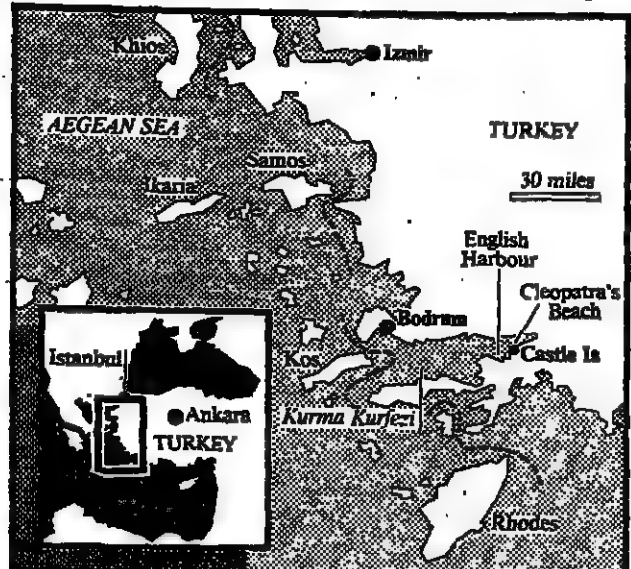 Khios
Izmir
AEGEAN SEA
TURKEY
Samos
Ikaria
30 miles
English
Harbour
Cleopatra's
Beach
Bodrum
Castle Is
Kos
Kurma Kurfezi
Istanbul
Ankara
TURKEY
Rhodes